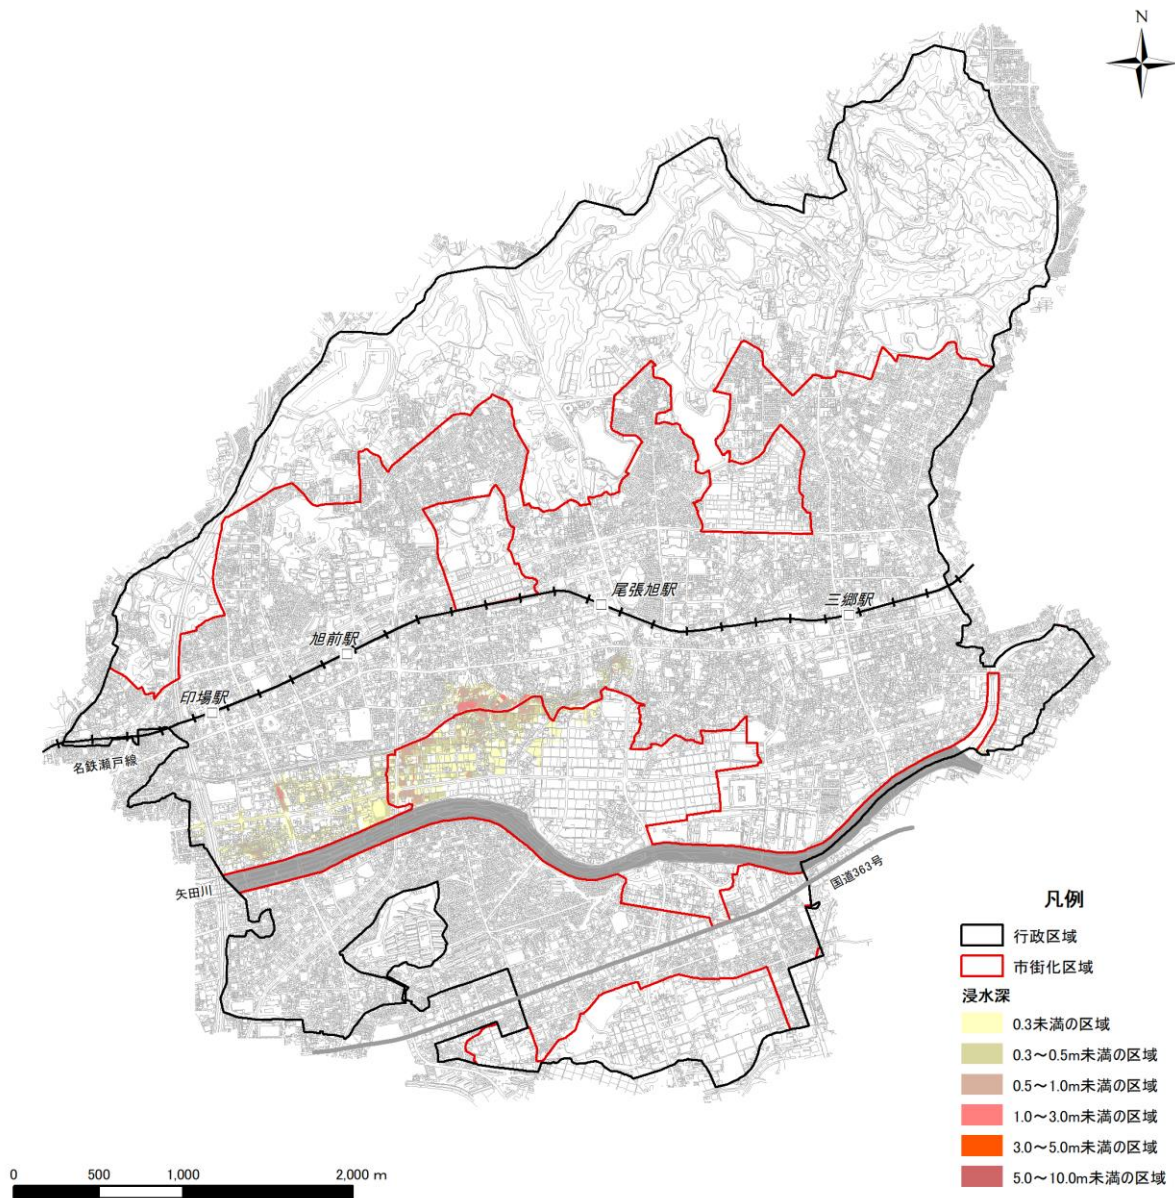 N
尾張旭駅
三郷駅
旭前駅
印場駅
名鉄瀬戸線
矢田川
国道363号
凡例
行政区域
市街化区域
浸水深
0.3未満の区域
0.3～0.5m未満の区域
0.5～1.0m未満の区域
1.0～3.0m未満の区域
3.0～5.0m未満の区域
5.0～10.0m未満の区域
0 500 1,000 2,000 m